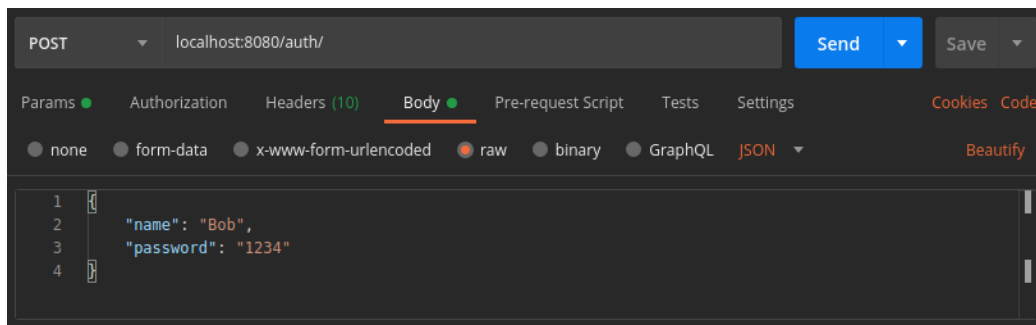 POST localhost:8080/auth/ Send Save
Params Authorization Headers (10) Body Pre-request Script Tests Settings Cookies Code
none form-data x-www-form-urlencoded raw binary GraphQL JSON Beautify
1 {
2 "name": "Bob",
3 "password": "1234"
4 }